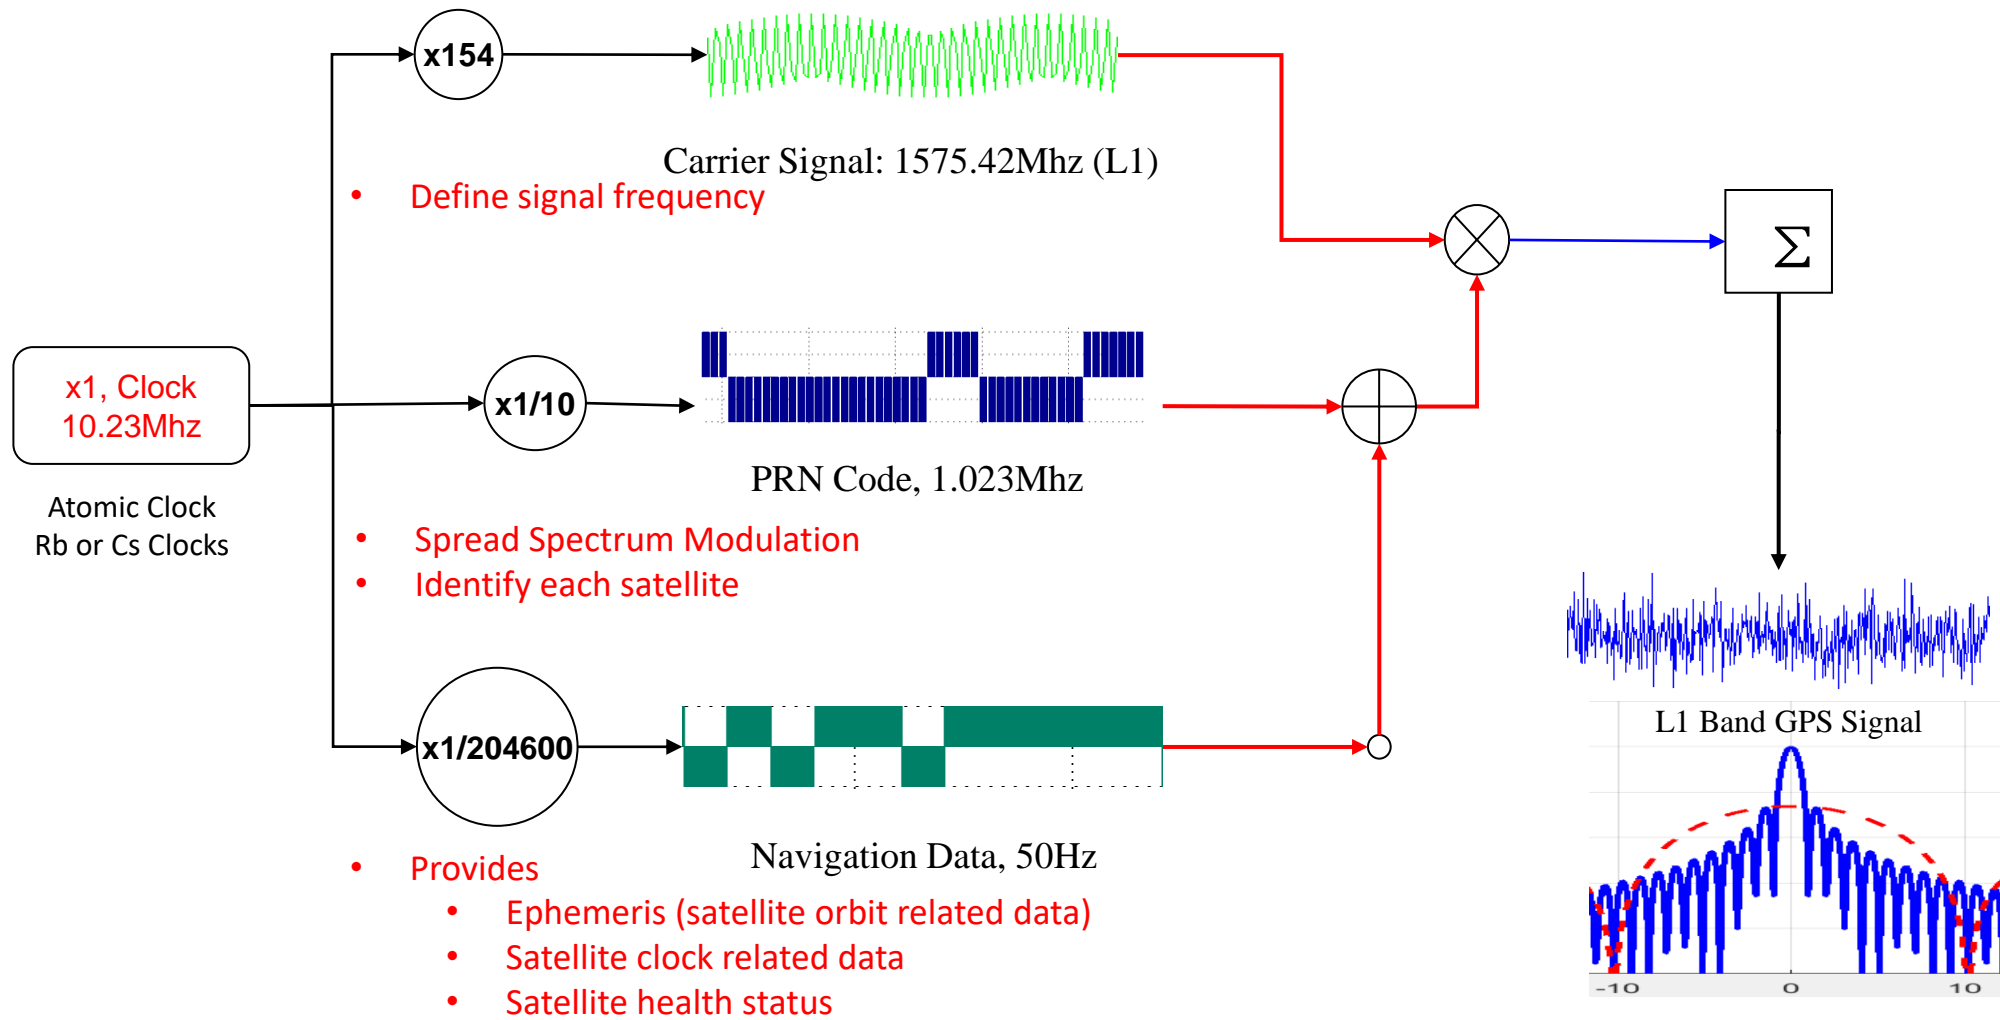 x154
Carrier Signal: 1575.42Mhz (L1)
• Define signal frequency
Σ
x1, Clock
10.23Mhz
x1/10
Atomic Clock
Rb or Cs Clocks
PRN Code, 1.023Mhz
• Spread Spectrum Modulation
• Identify each satellite
x1/204600
L1 Band GPS Signal
Navigation Data, 50Hz
• Provides
• Ephemeris (satellite orbit related data)
• Satellite clock related data
• Satellite health status
-10 0 10